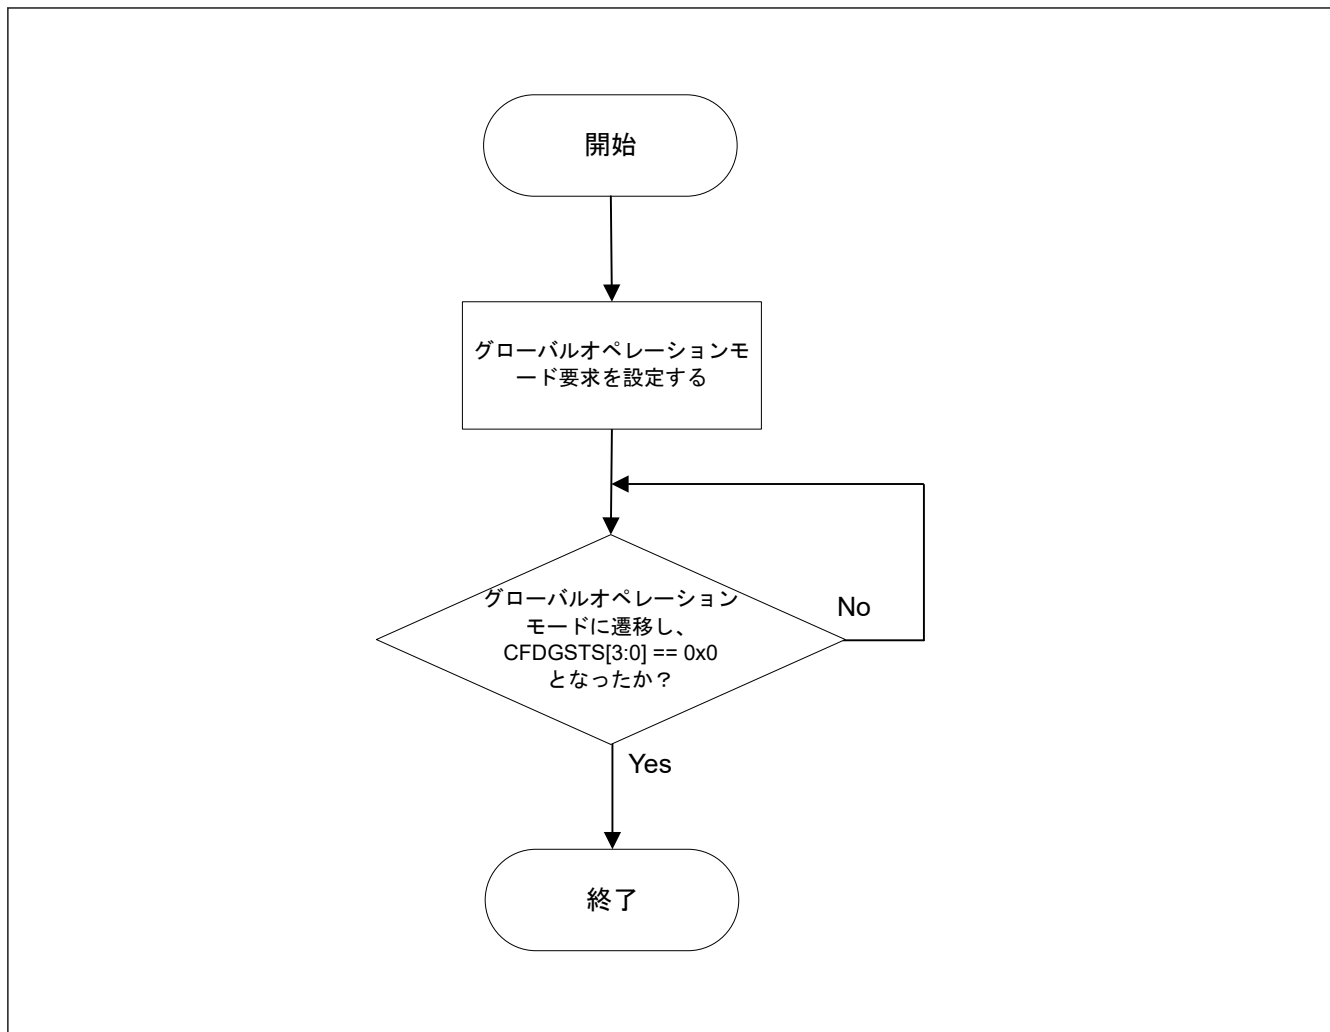 開始
グローバルオペレーションモ
ード要求を設定する
グローバルオペレーション
モードに遷移し、
CFDGSTS[3:0] == 0x0
となったか？
No
Yes
終了